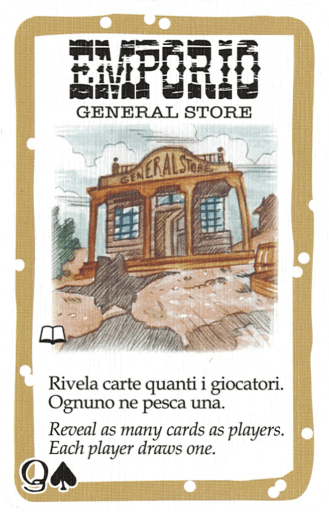 EMPORIO
GENERAL STORE
GENERAL STORE
Rivela carte quanti i giocatori.
Ognuno ne pesca una.
Reveal as many cards as players.
Each player draws one.
Q♠